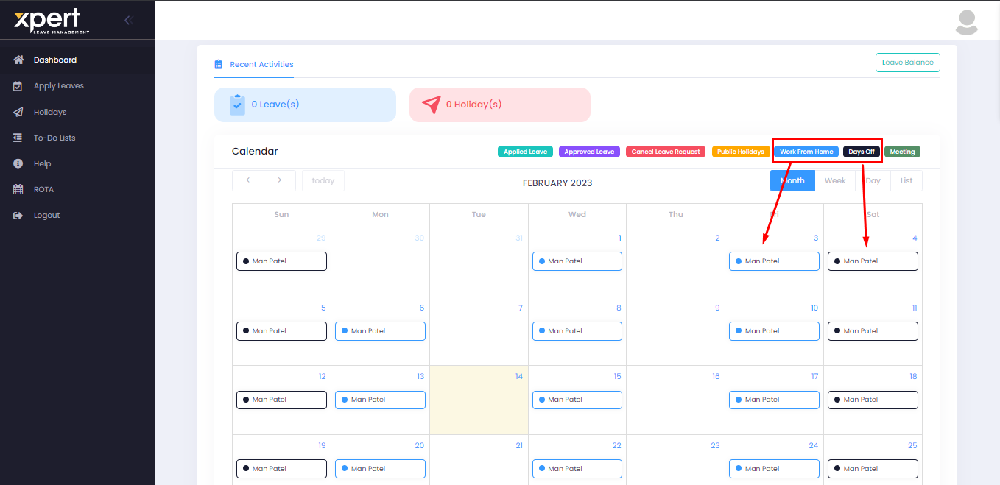 xpert
LEAVE MANAGEMENT
Dashboard
Apply Leaves
Holidays
To-Do Lists
Help
ROTA
Logout
Recent Activities
Leave Balance
0 Leave(s)
0 Holiday(s)
Calendar
Applied Leave
Approved Leave
Cancel Leave Request
Public Holidays
Work From Home
Days Off
Meeting
today
FEBRUARY 2023
Month
Week
Day
List
Sun Mon Tue Wed Thu Fri Sat
29 30 31 1 2 3 4
Man Patel Man Patel Man Patel Man Patel
5 6 7 8 9 10 11
Man Patel Man Patel Man Patel Man Patel Man Patel
12 13 14 15 16 17 18
Man Patel Man Patel Man Patel Man Patel Man Patel
19 20 21 22 23 24 25
Man Patel Man Patel Man Patel Man Patel Man Patel